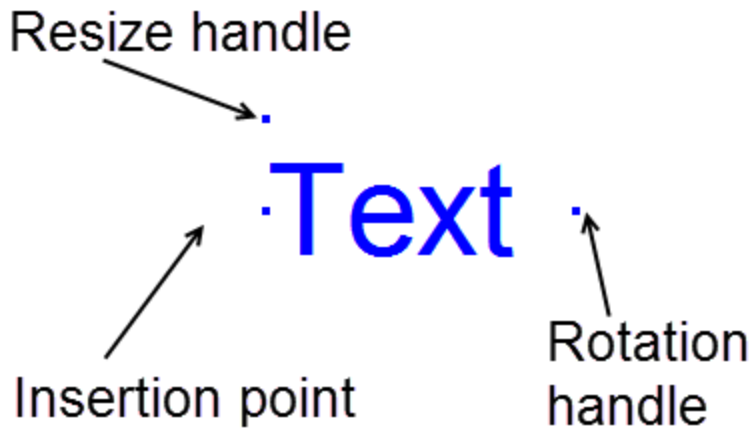 Resize handle
Text
Insertion point
Rotation
handle